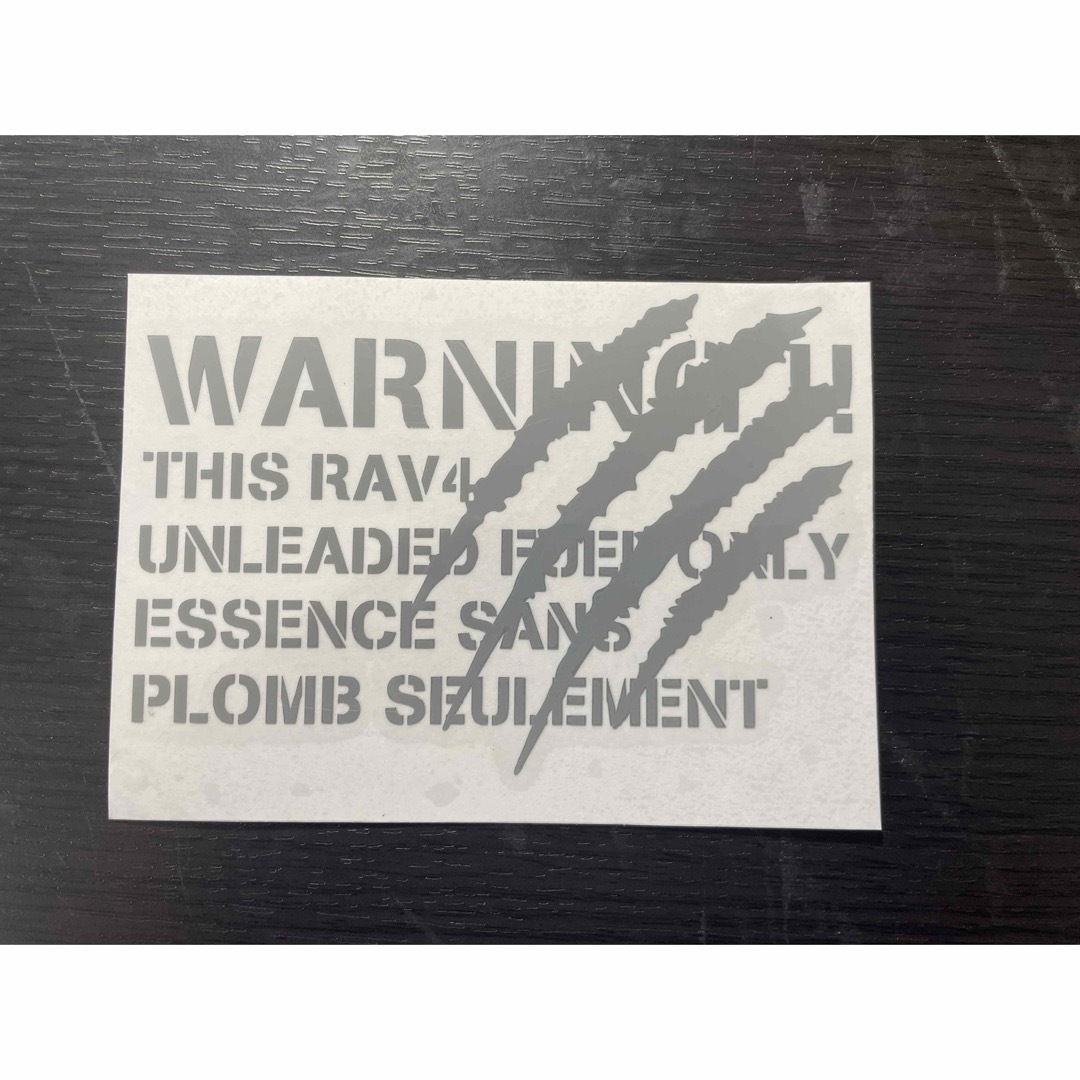 WARNING!!
THIS RAV4
UNLEADED FUEL ONLY
ESSENCE SANS
PLOMB SEULEMENT